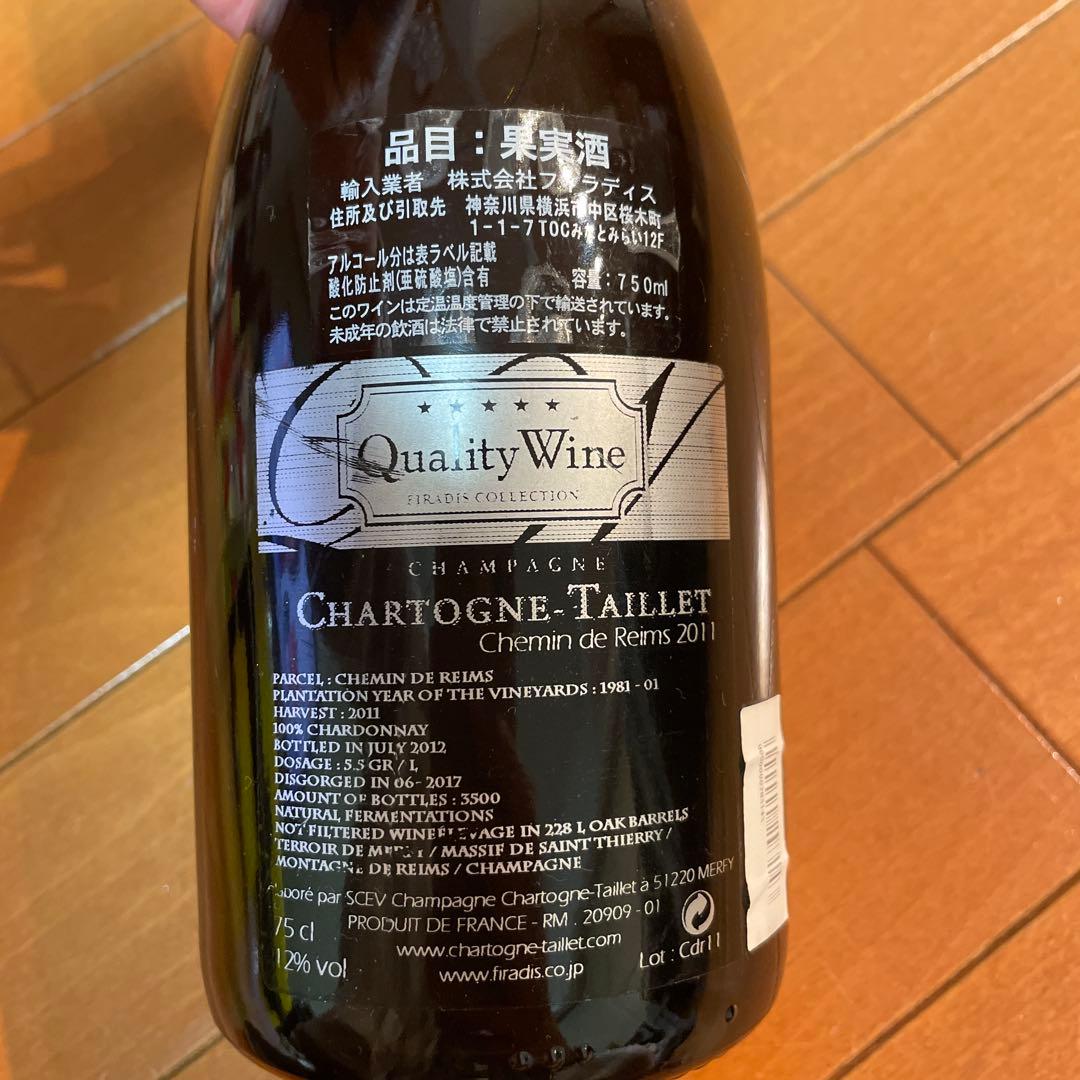 品目：果実酒
輸入業者 株式会社フィラディス
住所及び引取先 神奈川県横浜市中区桜木町
1-1-7TOCみなとみらい12F
アルコール分は表ラベル記載
酸化防止剤(亜硫酸塩)含有 容量：750ml
このワインは定温温度管理の下で輸送されています。
未成年の飲酒は法律で禁止されています。
Quality Wine
FIRADIS COLLECTION
CHAMPAGNE
CHARTOGNE-TAILLET
Chemin de Reims 2011
PARCEL : CHEMIN DE REIMS
PLANTATION YEAR OF THE VINEYARDS : 1981 - 01
HARVEST : 2011
100% CHARDONNAY
BOTTLED IN JULY 2012
DOSAGE : 5.5 GR / L
DISGORGED IN 06- 2017
AMOUNT OF BOTTLES : 3500
NATURAL FERMENTATIONS
NOT FILTERED WINE ELEVAGE IN 228 L OAK BARRELS
TERROIR DE MERFY / MASSIF DE SAINT THIERRY /
MONTAGNE DE REIMS / CHAMPAGNE
élaboré par SCEV Champagne Chartogne-Taillet à 51220 MERFY
PRODUIT DE FRANCE - RM . 20909 - 01
75 cl
www.chartogne-taillet.com
12% vol
www.firadis.co.jp
Lot : Cdr11